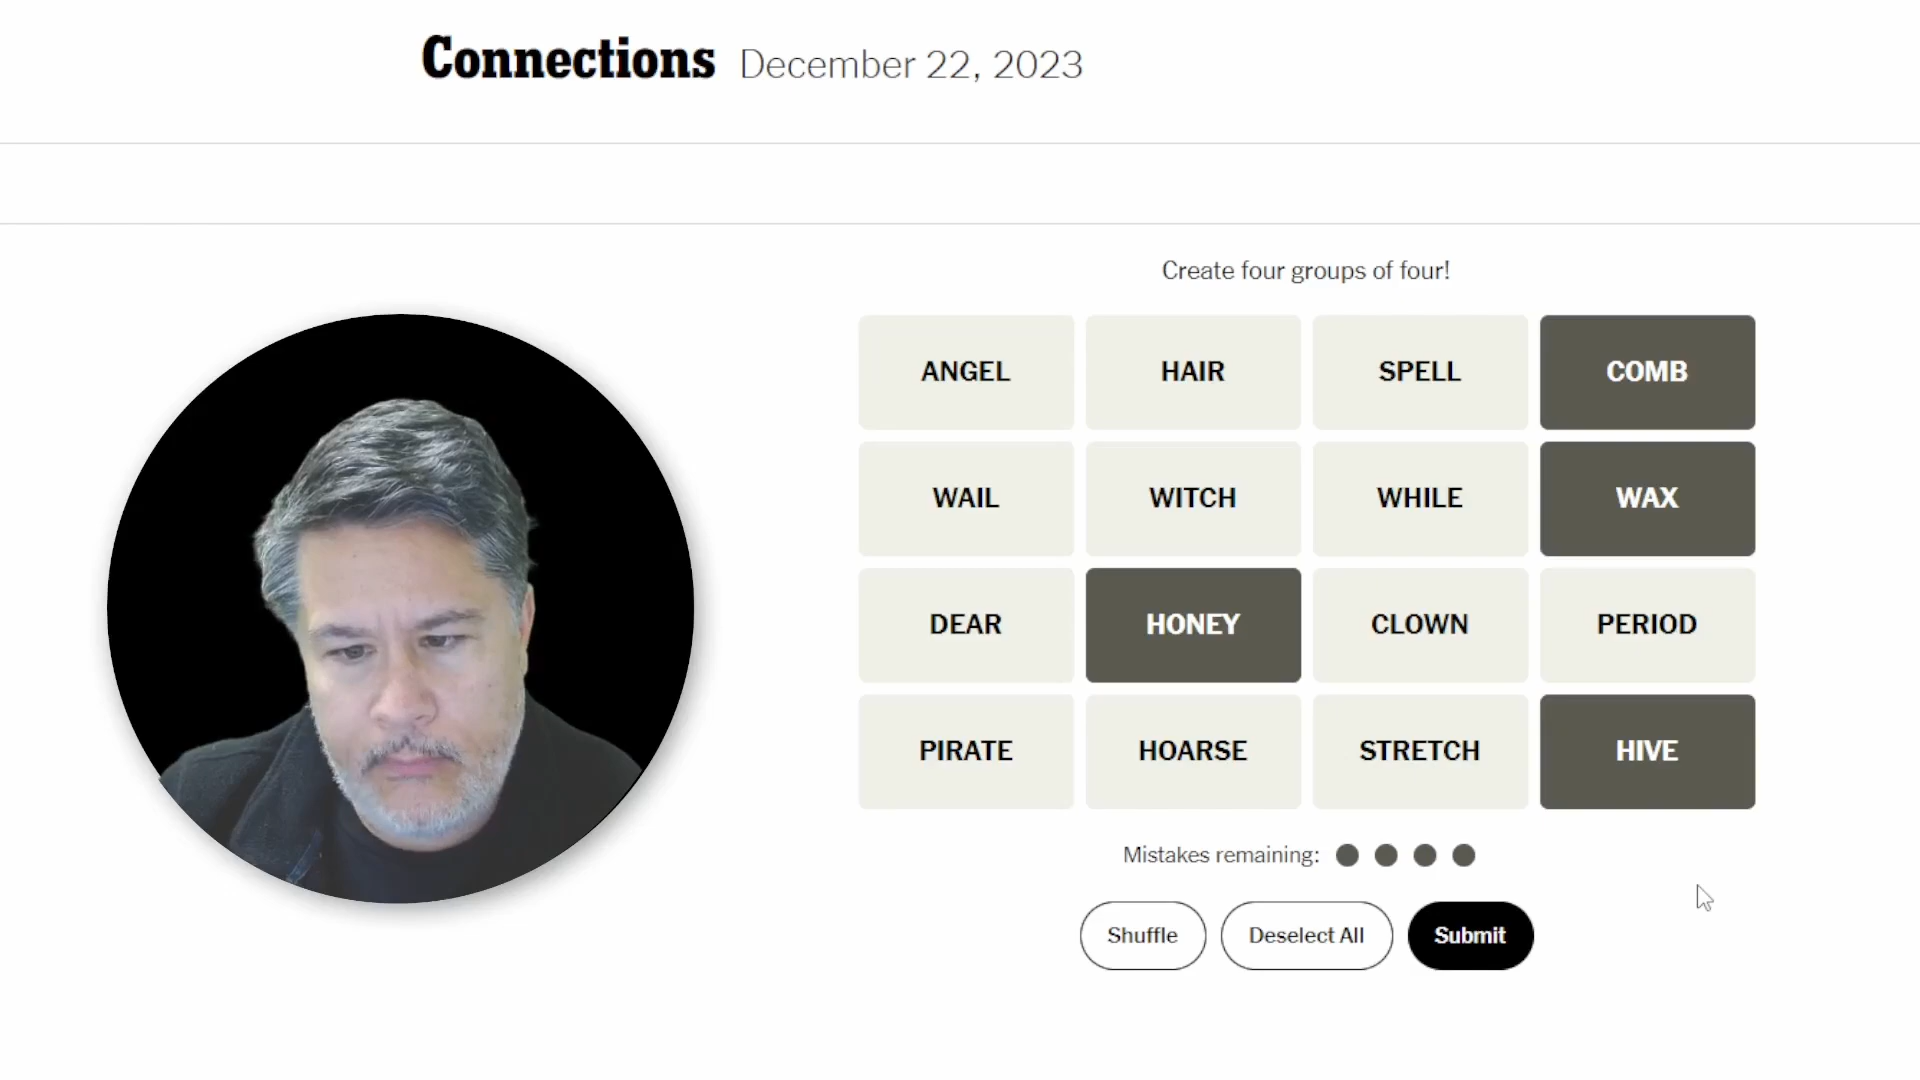 Connections December 22, 2023
Create four groups of four!
ANGEL HAIR SPELL COMB
WAIL WITCH WHILE WAX
DEAR HONEY CLOWN PERIOD
PIRATE HOARSE STRETCH HIVE
Mistakes remaining:
Shuffle Deselect All Submit